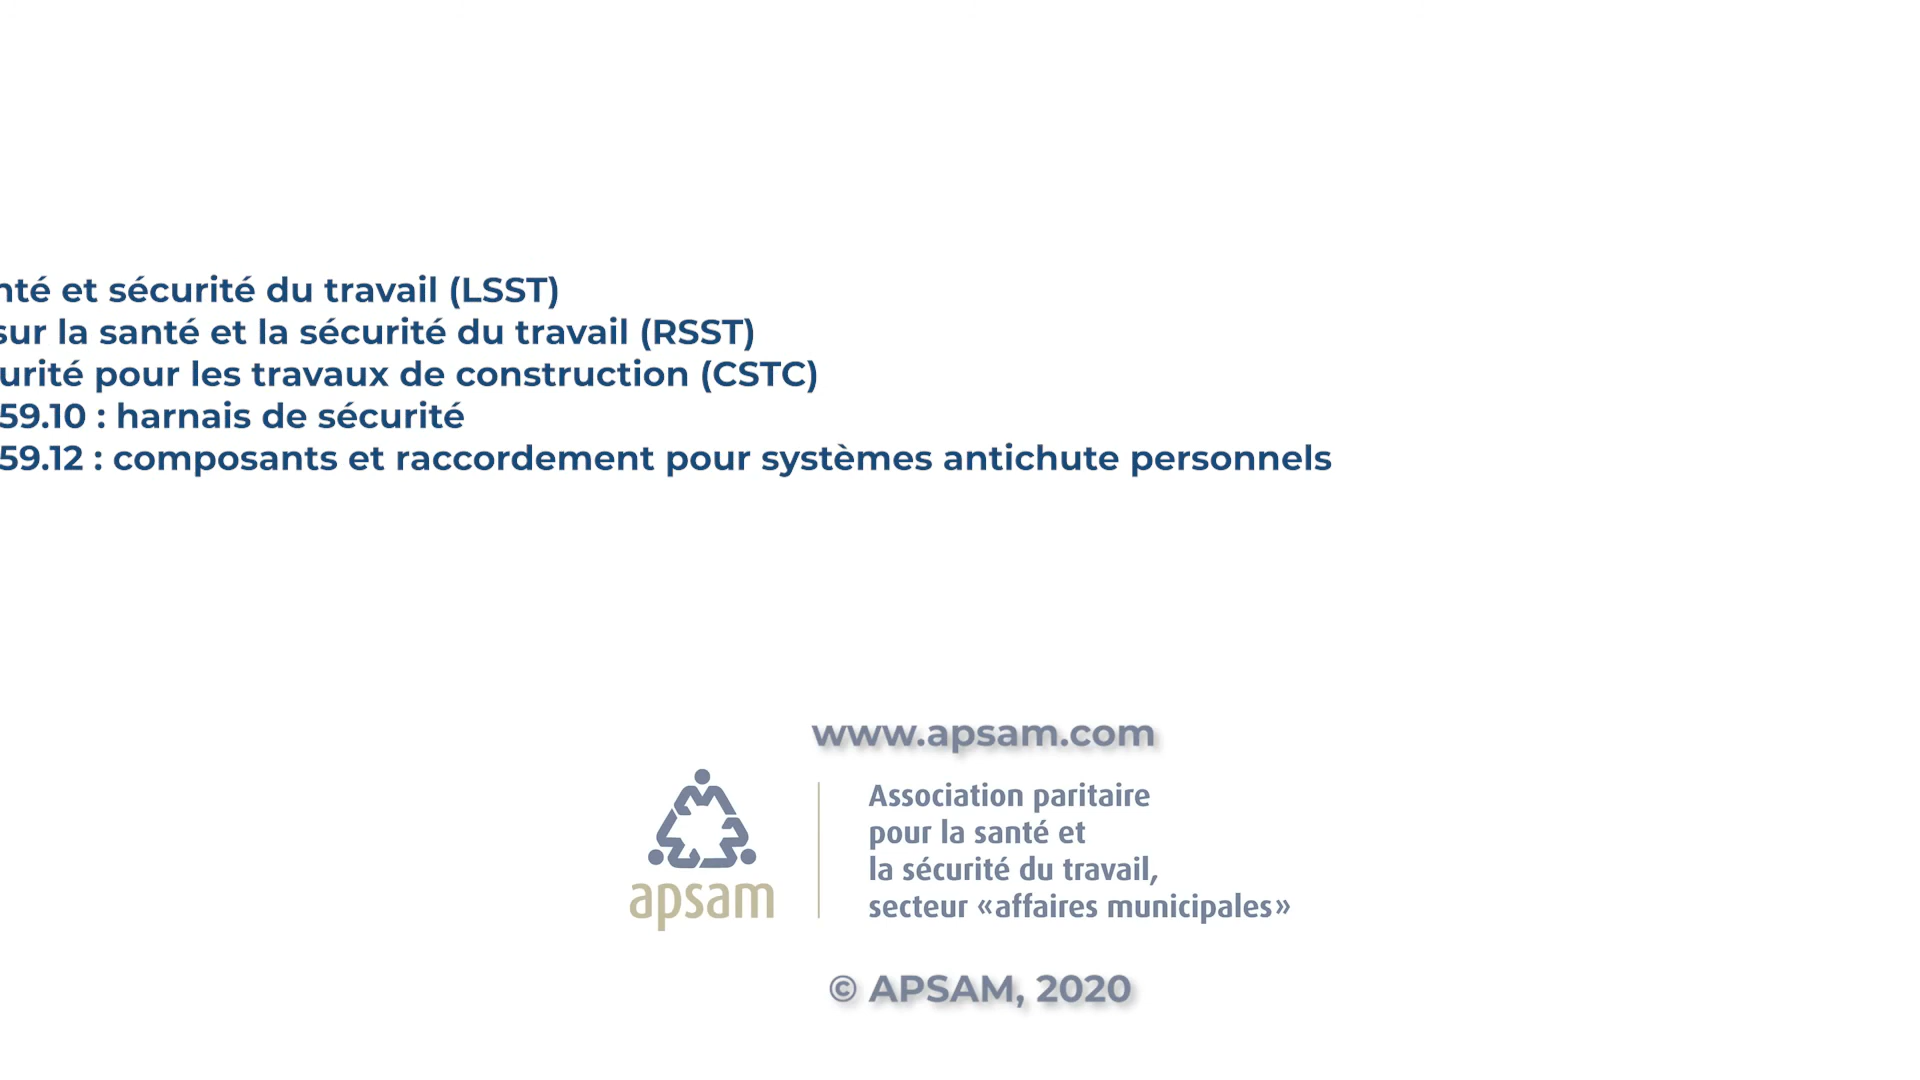 et sécurité du travail (LSST)
sur la santé et la sécurité du travail (RSST)
pour les travaux de construction (CSTC)
59.10 : harnais de sécurité
59.12 : composants et raccordement pour systèmes antichute personnels
www.apsam.com
apsam
Association paritaire
pour la santé et
la sécurité du travail,
secteur «affaires municipales»
© APSAM, 2020